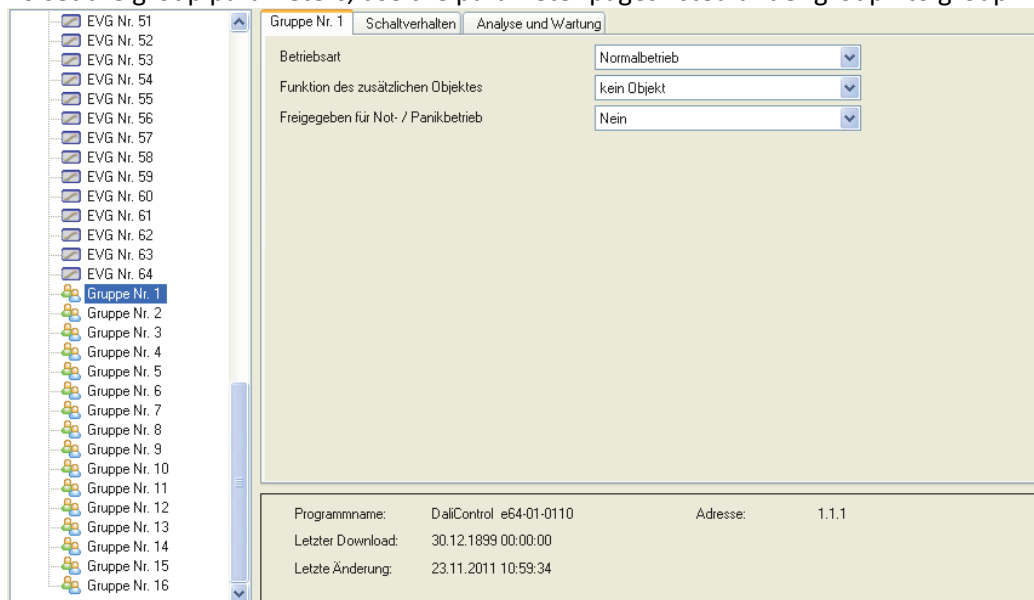 EVG Nr. 51
EVG Nr. 52
EVG Nr. 53
EVG Nr. 54
EVG Nr. 55
EVG Nr. 56
EVG Nr. 57
EVG Nr. 58
EVG Nr. 59
EVG Nr. 60
EVG Nr. 61
EVG Nr. 62
EVG Nr. 63
EVG Nr. 64
Gruppe Nr. 1
Gruppe Nr. 2
Gruppe Nr. 3
Gruppe Nr. 4
Gruppe Nr. 5
Gruppe Nr. 6
Gruppe Nr. 7
Gruppe Nr. 8
Gruppe Nr. 9
Gruppe Nr. 10
Gruppe Nr. 11
Gruppe Nr. 12
Gruppe Nr. 13
Gruppe Nr. 14
Gruppe Nr. 15
Gruppe Nr. 16
Gruppe Nr. 1 Schaltverhalten Analyse und Wartung
Betriebsart Normalbetrieb
Funktion des zusätzlichen Objektes kein Objekt
Freigegeben für Not- / Panikbetrieb Nein
Programmname: DaliControl e64-01-0110 Adresse: 1.1.1
Letzter Download: 30.12.1899 00:00:00
Letzte Änderung: 23.11.2011 10:59:34